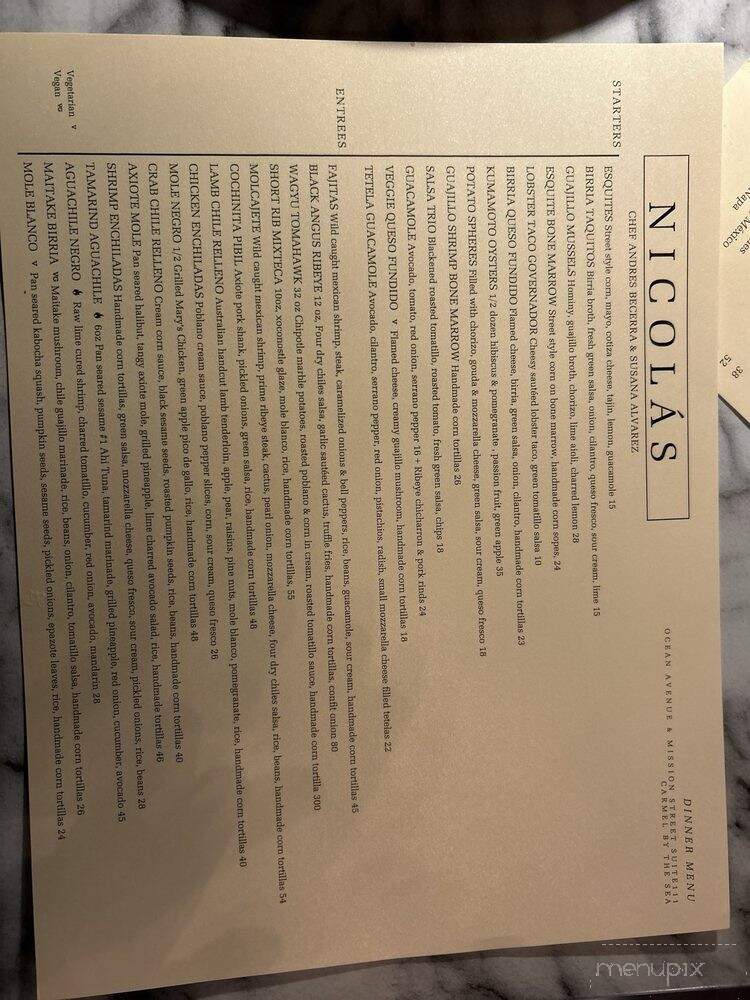 NICOLÁS
CHEF ANDRES BECERRA & SUSANA ALVAREZ
DINNER MENU
OCEAN AVENUE & MISSION STREET SUITE111
CARMEL BY THE SEA
STARTERS
ESQUITES Street style corn, mayo, cotiza cheese, tajin, lemon, guacamole 15
BIRRIA TAQUITOS Birria broth, fresh green salsa, onion, cilantro, queso fresco, sour cream, lime 15
GUAJILLO MUSSELS Hominy, guajillo broth, chorizo, lime aioli, charred lemon 28
ESQUITE BONE MARROW Street style corn on bone marrow, handmade corn sopes. 24
LOBSTER TACO GOVERNADOR Cheesy sautéed lobster taco, green tomatillo salsa 10
BIRRIA QUESO FUNDIDO Flamed cheese, birria, green salsa, onion, cilantro, handmade corn tortillas 23
KUMAMOTO OYSTERS 1/2 dozen hibiscus & pomegranate , passion fruit, green apple 35
POTATO SPHERES Filled with chorizo, gouda & mozzarella cheese, green salsa, sour cream, queso fresco 18
GUAJILLO SHRIMP BONE MARROW Handmade corn tortillas 26
SALSA TRIO Blackened roasted tomatillo, roasted tomato, fresh green salsa, chips 18
GUACAMOLE Avocado, tomato, red onion, serrano pepper 16 + Ribeye chicharron & pork rinds 24
VEGGIE QUESO FUNDIDO V Flamed cheese, creamy guajillo mushroom, handmade corn tortillas 18
TETELA GUACAMOLE Avocado, cilantro, serrano pepper, red onion, pistachios, radish, small mozzarella cheese filled tetelas 22
ENTREES
FAJITAS Wild caught mexican shrimp, steak, caramelized onions & bell peppers, rice, beans, guacamole, sour cream, handmade corn tortillas 45
BLACK ANGUS RIBEYE 12 oz, Four dry chiles salsa, garlic sautéed cactus, truffle fries, handmade corn tortillas, confit onion 80
WAGYU TOMAHAWK 32 oz Chipotle marble potatoes, roasted poblano & corn in cream, roasted tomatillo sauce, handmade corn tortilla 300
SHORT RIB MIXTECA 10oz, xoconostle glaze, mole blanco, rice, handmade corn tortillas, 55
MOLCAJETE Wild caught mexican shrimp, prime ribeye steak, cactus, pearl onion, mozzarella cheese, four dry chiles salsa, rice, beans, handmade corn tortillas 54
COCHINITA PIBIL Axiote pork shank, pickled onions, green salsa, rice, handmade corn tortillas 48
LAMB CHILE RELLENO Australian handcut lamb tenderloin, apple, pear, raisins, pine nuts, mole blanco, pomegranate, rice, handmade corn tortillas 40
CHICKEN ENCHILADAS Poblano cream sauce, poblano pepper slices, corn, sour cream, queso fresco 26
MOLE NEGRO 1/2 Grilled Mary's Chicken, green apple pico de gallo, rice, handmade corn tortillas 48
CRAB CHILE RELLENO Cream corn sauce, black sesame seeds, roasted pumpkin seeds, rice, beans, handmade corn tortillas 40
AXIOTE MOLE Pan seared halibut, tangy axiote mole, grilled pineapple, lime charred avocado salad, rice, handmade tortillas 46
SHRIMP ENCHILADAS Handmade corn tortillas, green salsa, mozzarella cheese, queso fresco, sour cream, pickled onions, rice, beans 28
TAMARIND AGUACHILE 6oz Pan seared sesame #1 Ahi Tuna, tamarind marinade, grilled pineapple, red onion, cucumber, avocado 45
AGUACHILE NEGRO Raw lime cured shrimp, charred tomatillo, cucumber, red onion, avocado, mandarin 28
MAITAKE BIRRIA VG Maitake mushroom, chile guajillo marinade, rice, beans, onion, cilantro, tomatillo salsa, handmade corn tortillas 26
MOLE BLANCO V Pan seared kabocha squash, pumpkin seeds, sesame seeds, pickled onions, epazote leaves, rice, handmade corn tortillas 24
Vegetarian V
Vegan VG
Mexico
Napa
38
52
menupix